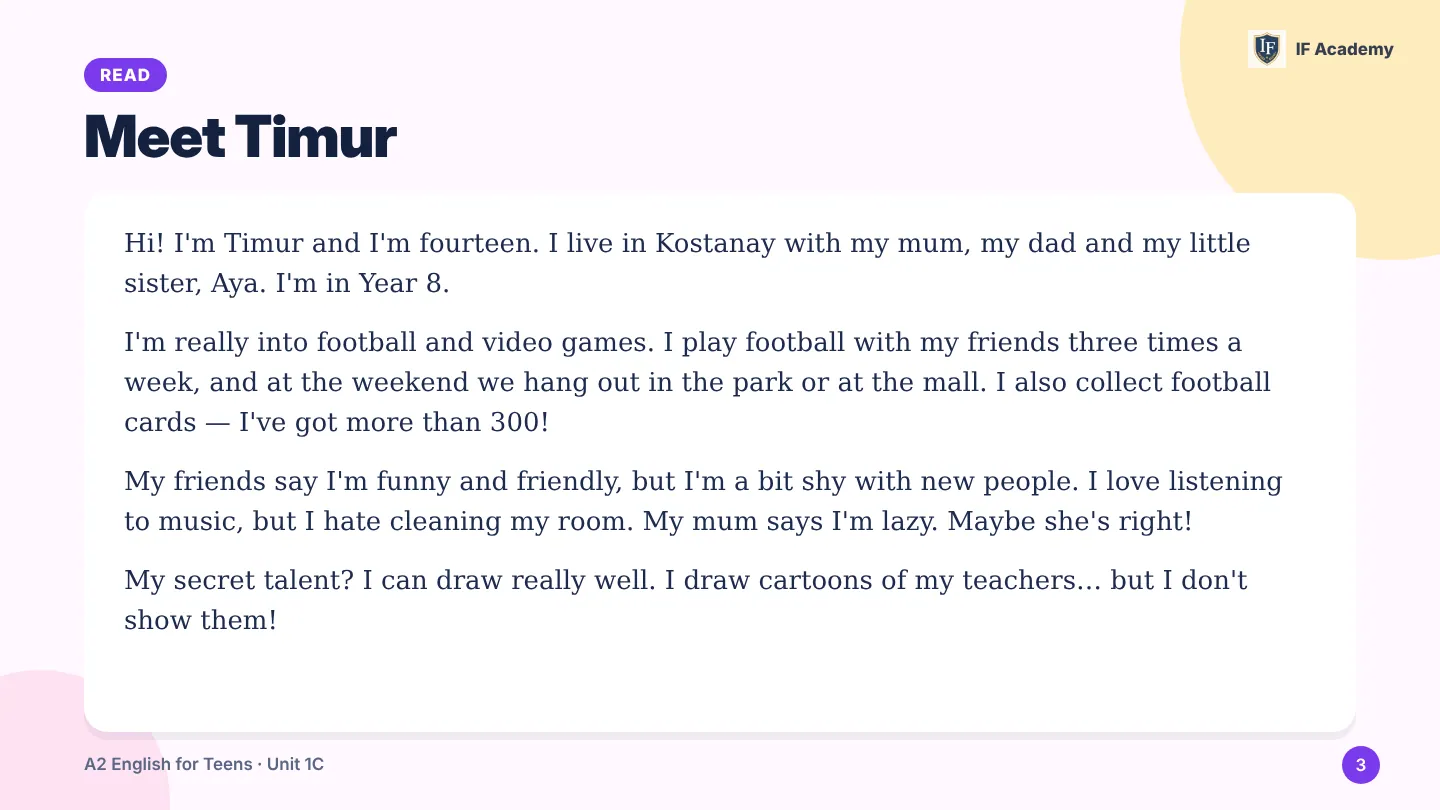 IF Academy
READ
Meet Timur
Hi! I'm Timur and I'm fourteen. I live in Kostanay with my mum, my dad and my little
sister, Aya. I'm in Year 8.
I'm really into football and video games. I play football with my friends three times a
week, and at the weekend we hang out in the park or at the mall. I also collect football
cards — I've got more than 300!
My friends say I'm funny and friendly, but I'm a bit shy with new people. I love listening
to music, but I hate cleaning my room. My mum says I'm lazy. Maybe she's right!
My secret talent? I can draw really well. I draw cartoons of my teachers... but I don't
show them!
A2 English for Teens · Unit 1C
3